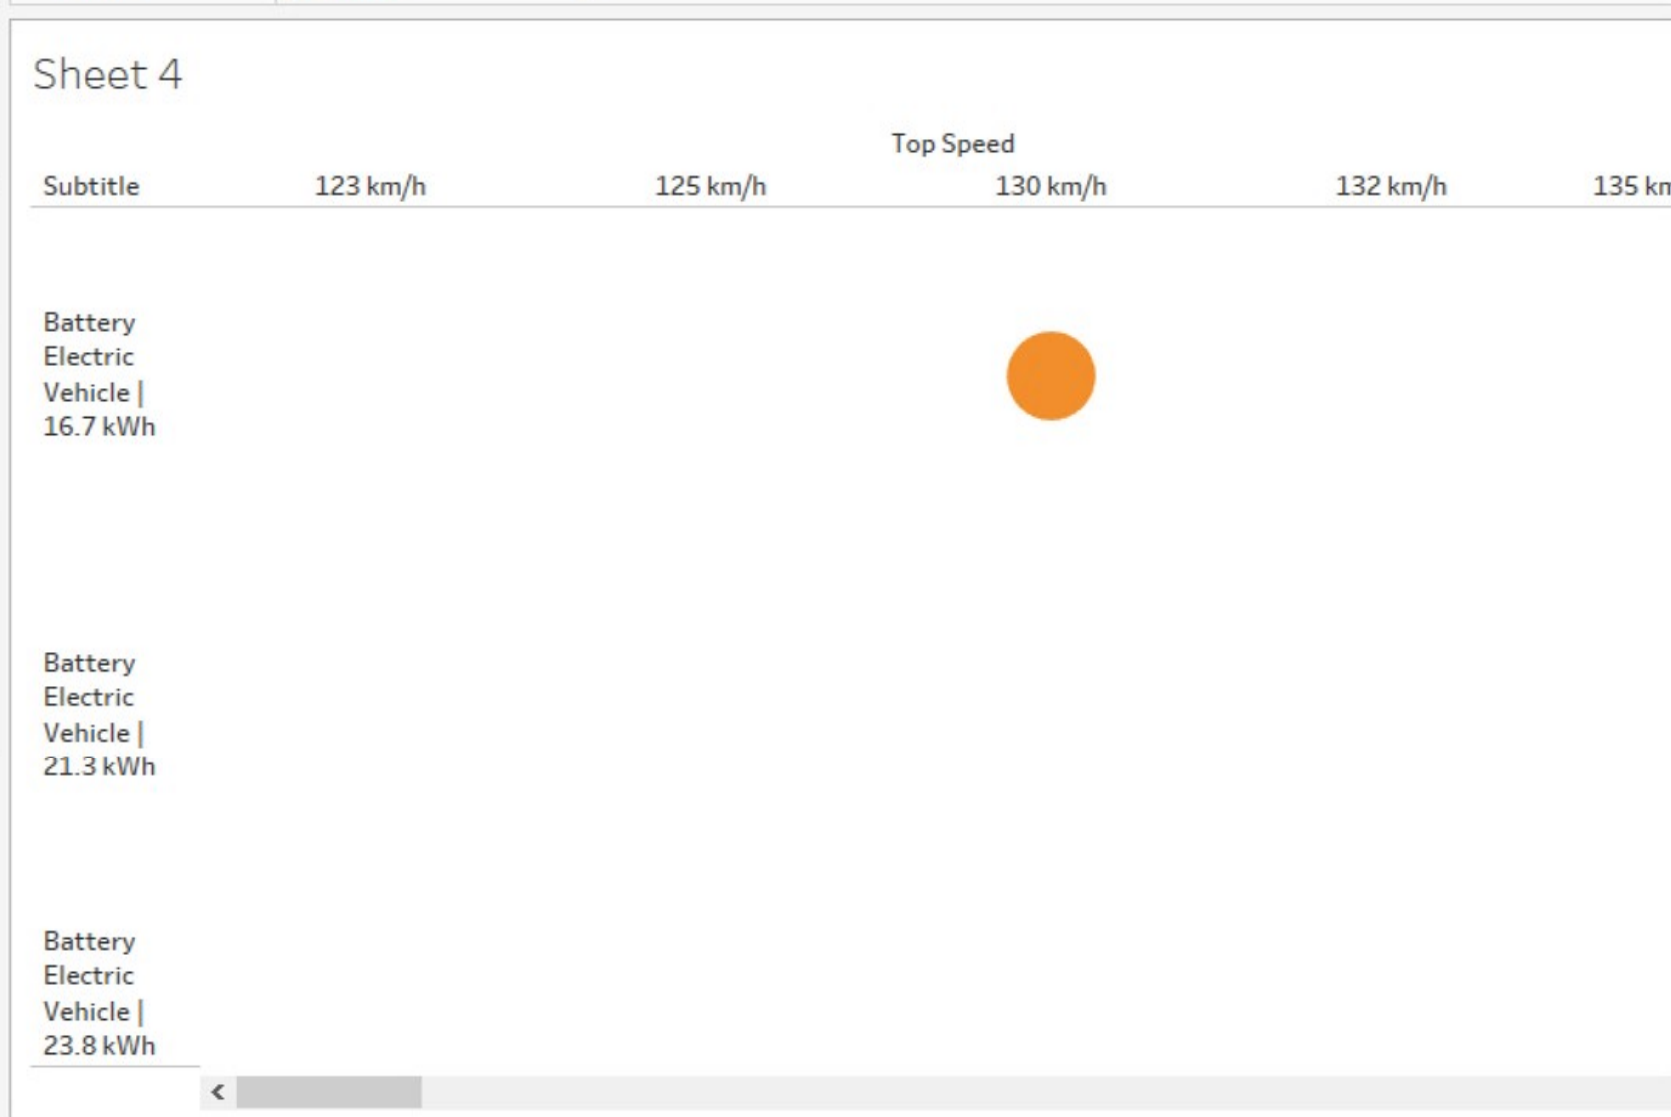 Sheet 4
Top Speed
Subtitle 123 km/h 125 km/h 130 km/h 132 km/h 135
Battery
Electric
Vehicle |
16.7 kWh
Battery
Electric
Vehicle |
21.3 kWh
Battery
Electric
Vehicle |
23.8 kWh